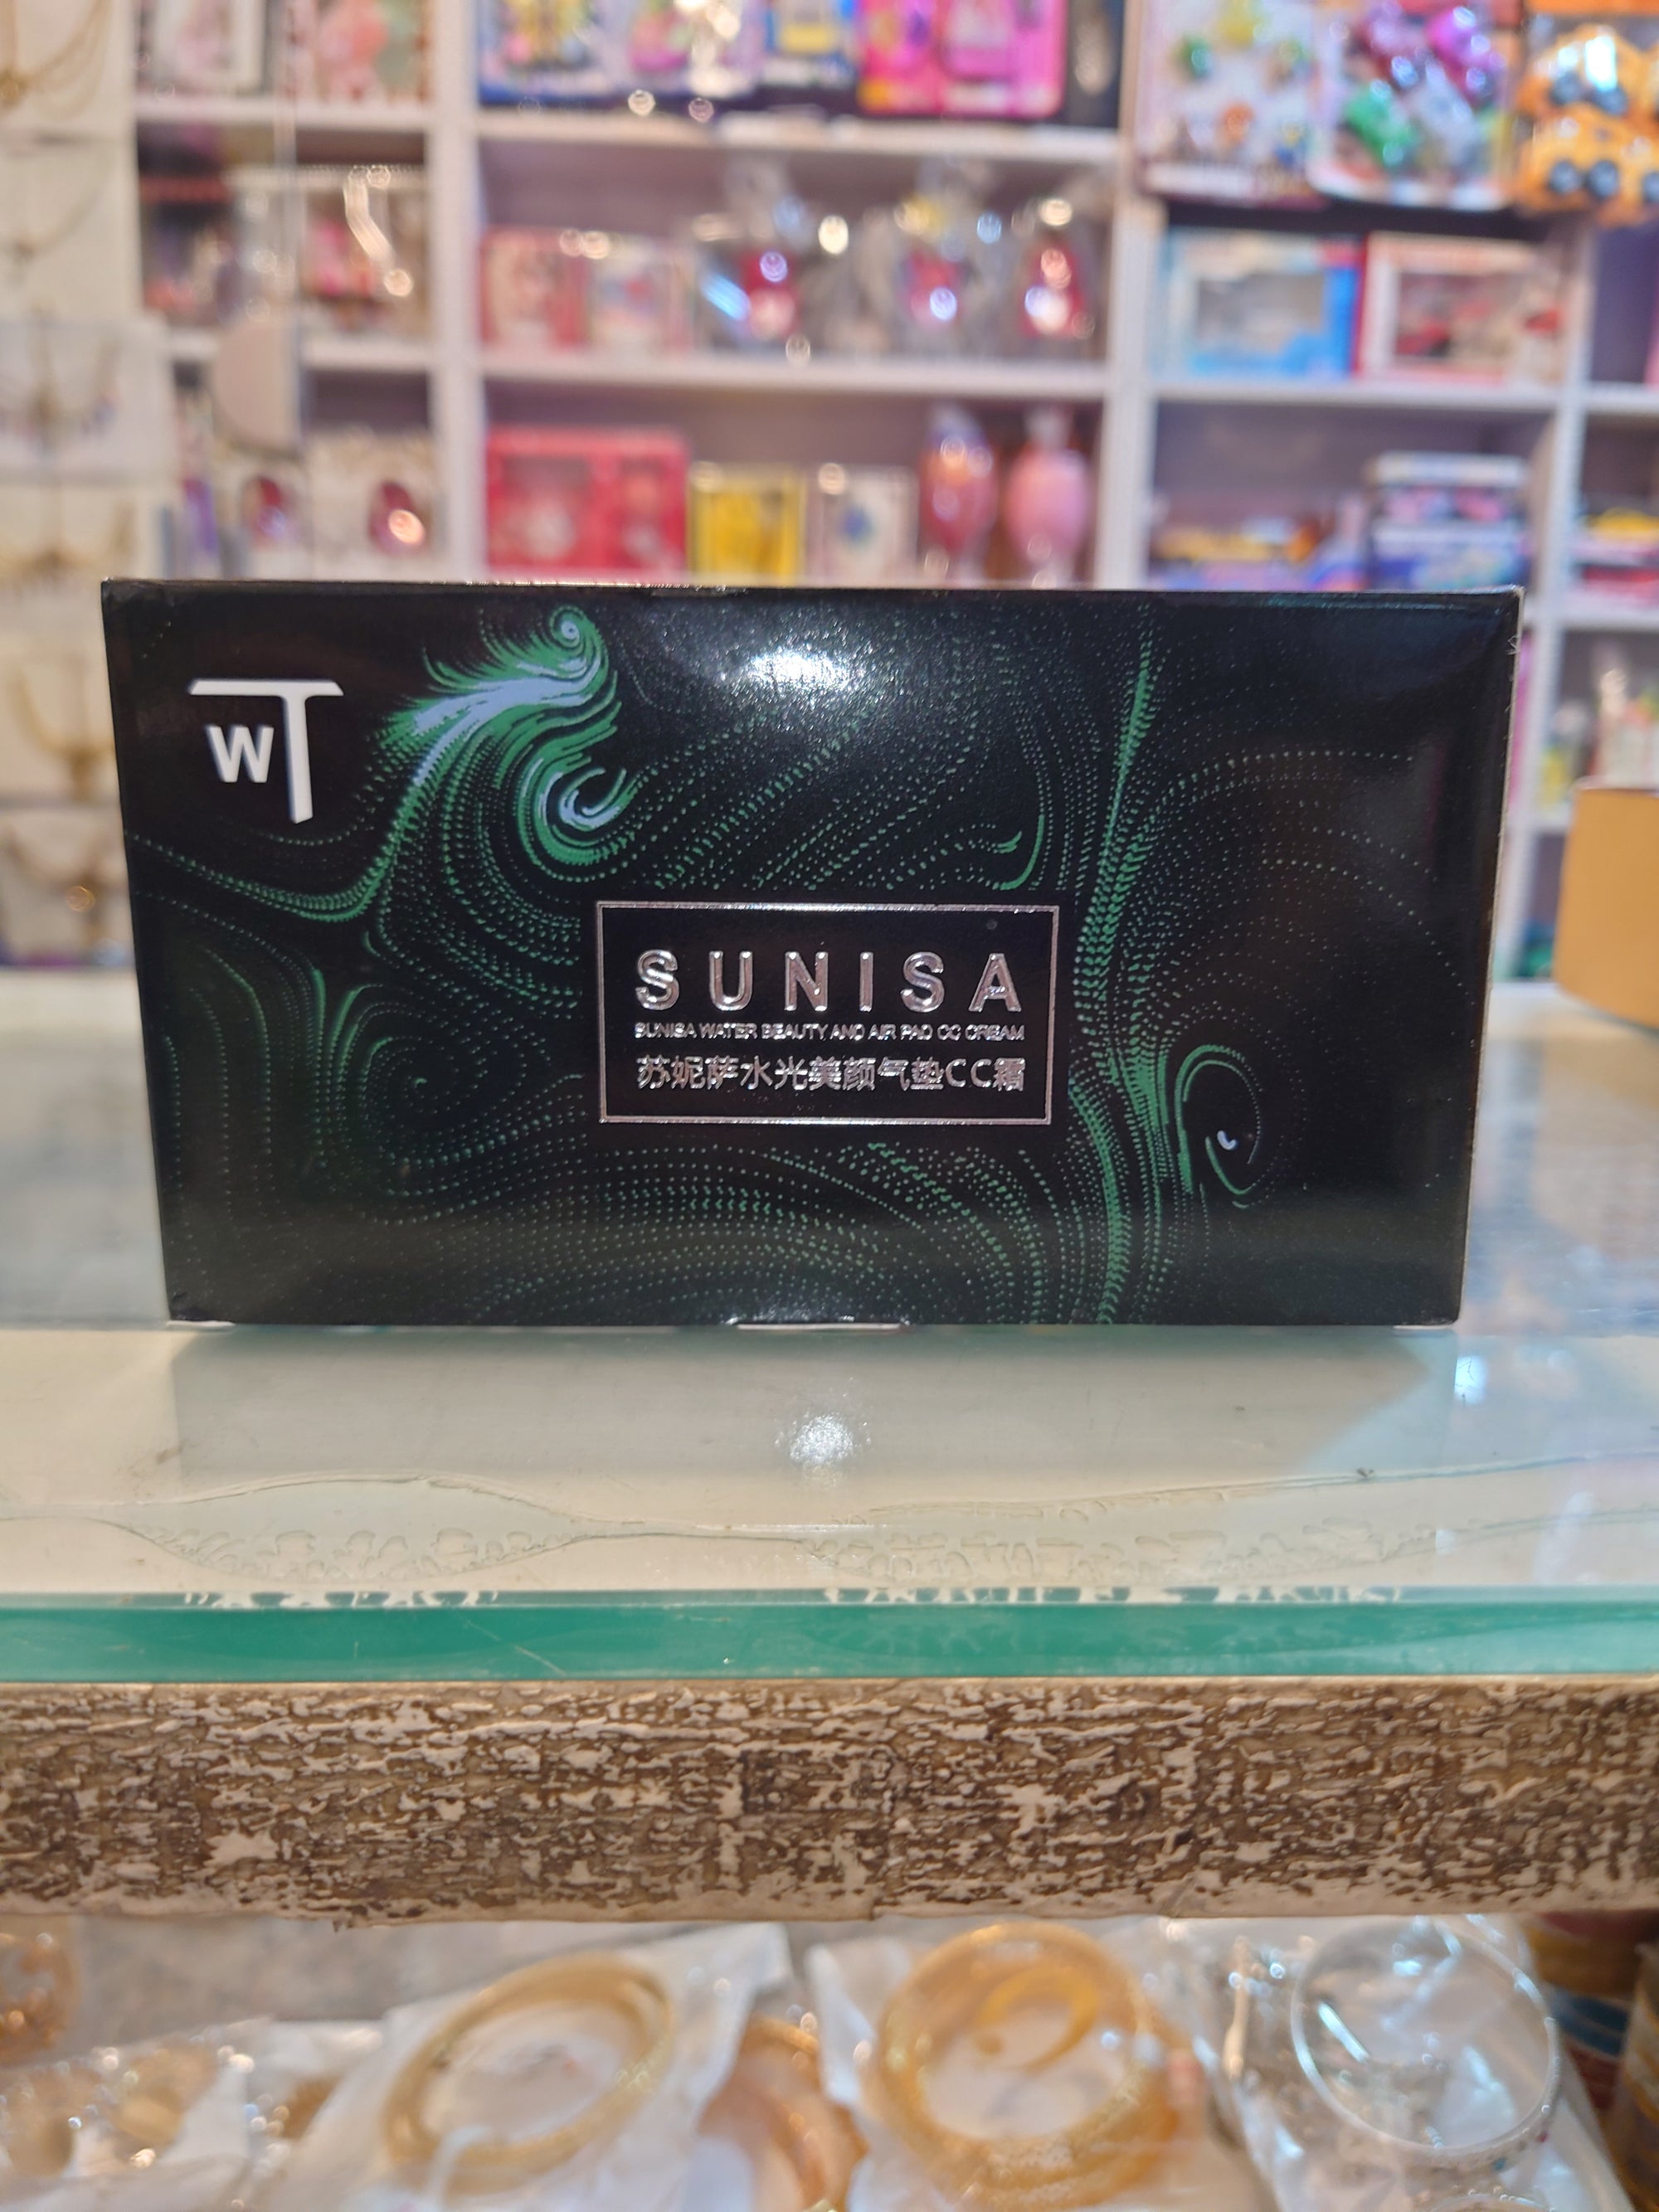 WT
SUNISA
SUNISA WATER BEAUTY AND AIR PAD CC CREAM
苏妮萨水光美颜气垫CC霜